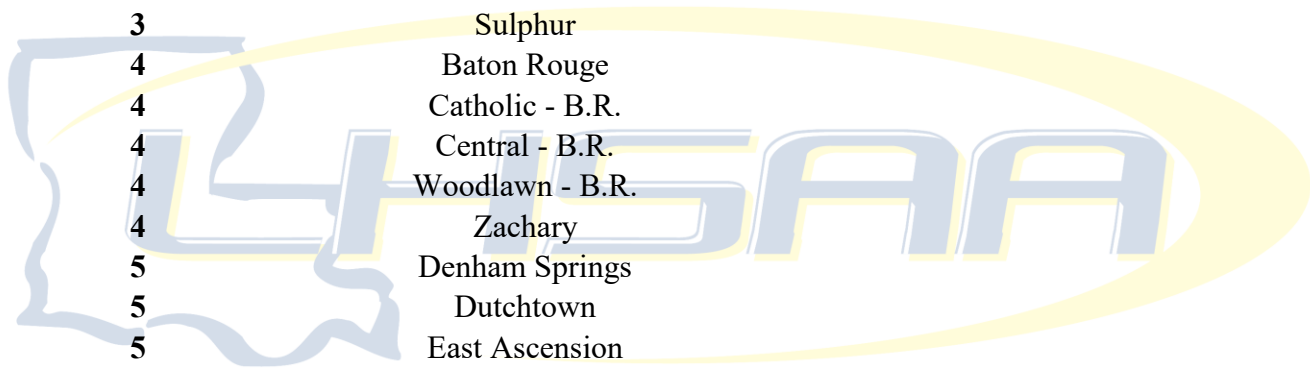 3 Sulphur
4 Baton Rouge
4 Catholic - B.R.
4 Central - B.R.
4 Woodlawn - B.R.
4 Zachary
5 Denham Springs
5 Dutchtown
5 East Ascension
LHSAA